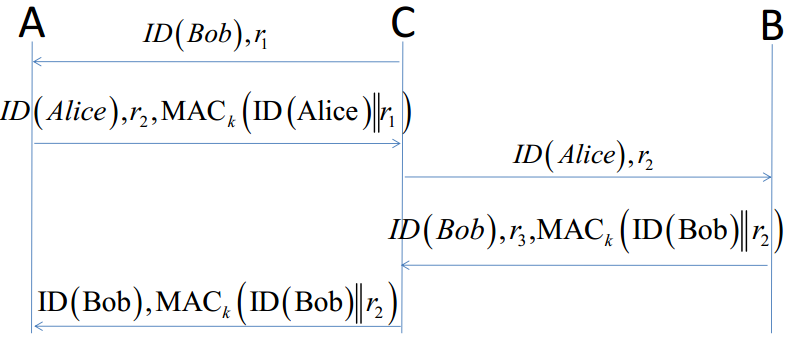 A C B
ID(Bob),r₁
ID(Alice),r₂,MACₖ(ID(Alice)‖r₁)
ID(Alice),r₂
ID(Bob),r₃,MACₖ(ID(Bob)‖r₂)
ID(Bob),MACₖ(ID(Bob)‖r₂)